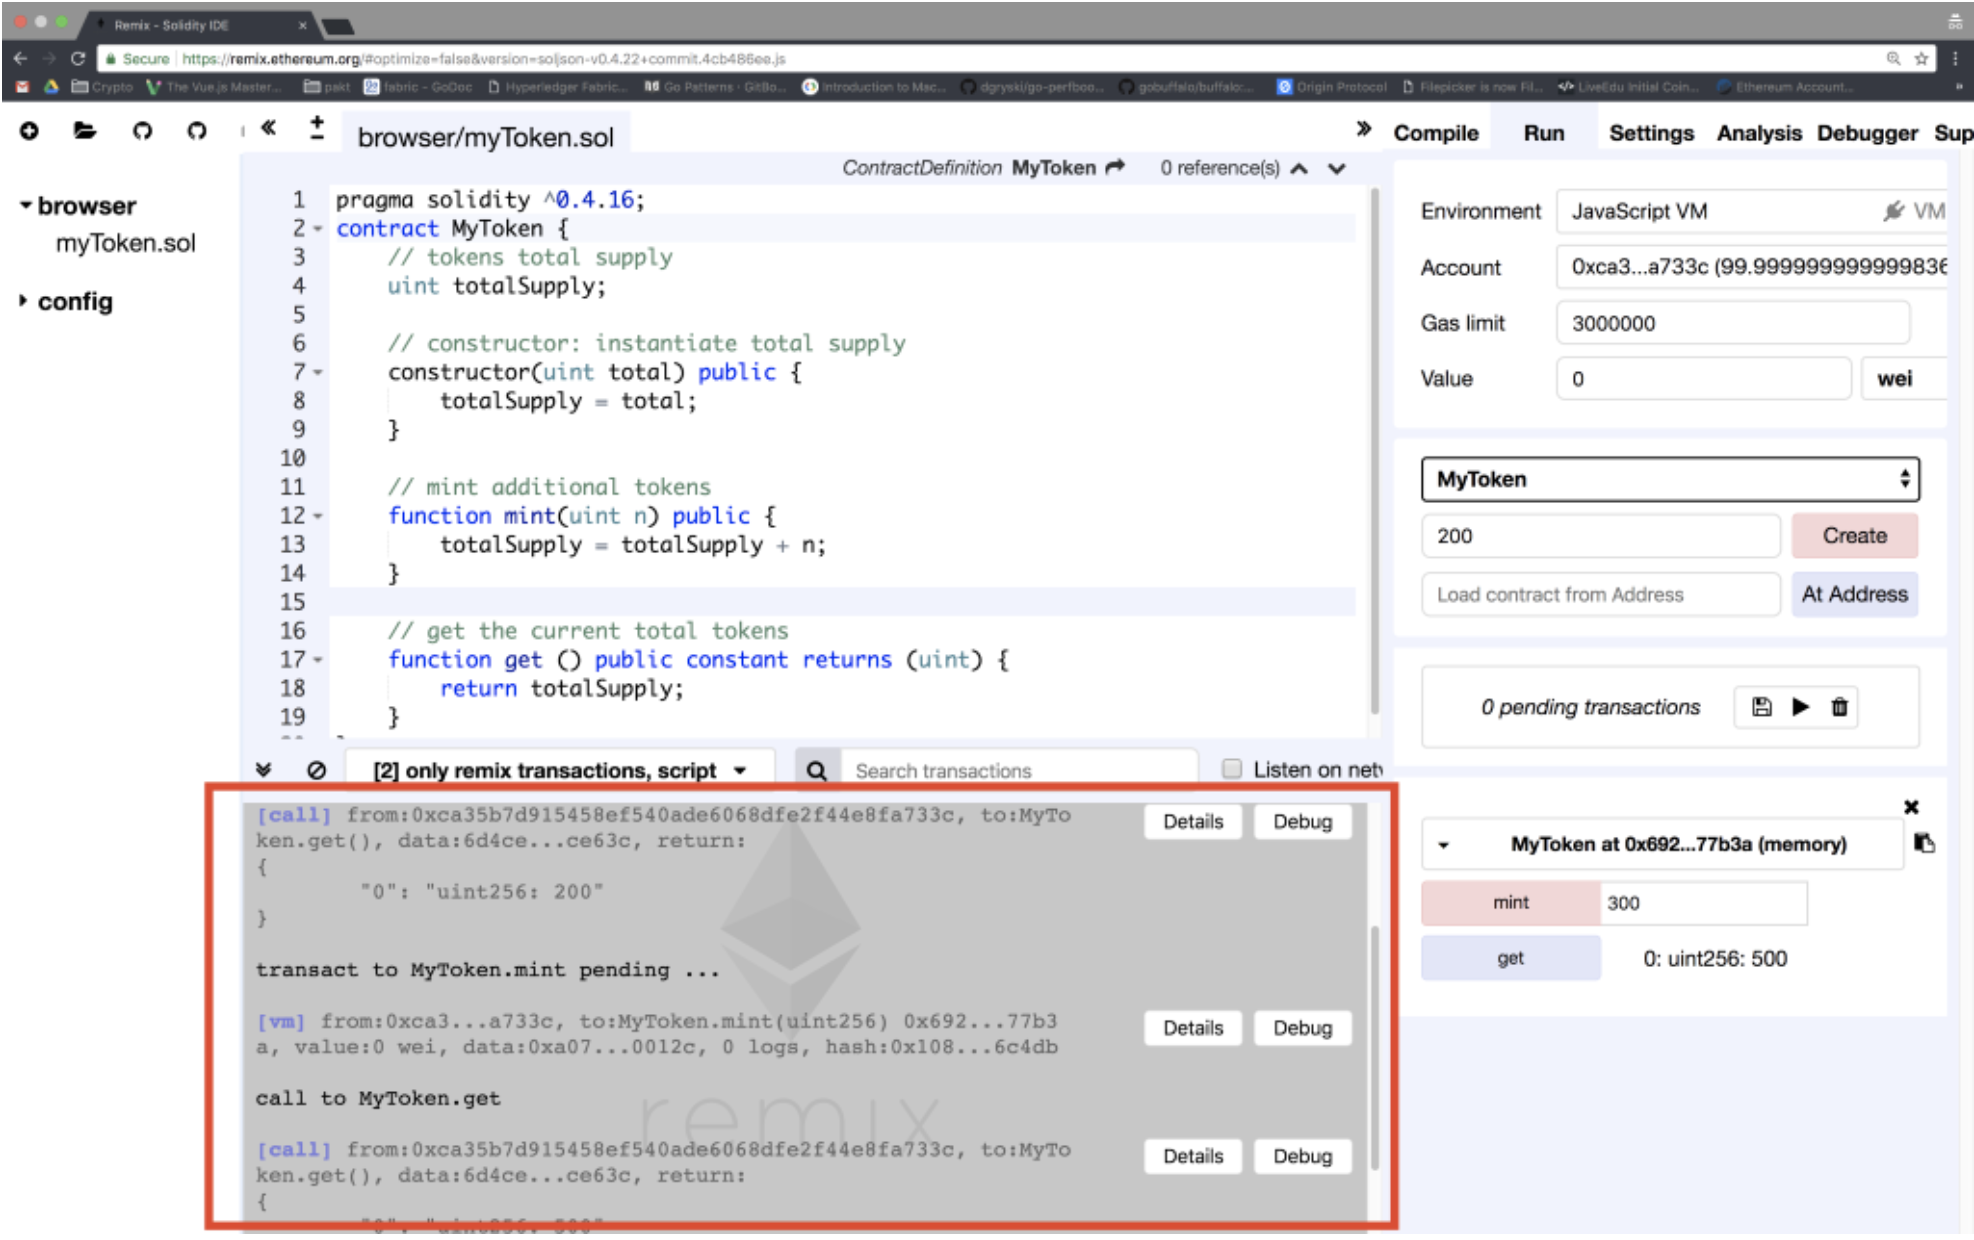 Remix - Solidity IDE
Secure https://remix.ethereum.org/#optimize=false&version=soljson-v0.4.22+commit.4cb486ee.js
Crypto The Vue.js Master... pakt fabric - GoDoc Hyperledger Fabric... Go Patterns · GitBo... Introduction to Mac... dgryski/go-perfboo... gobuffalo/buffalo:... Origin Protocol Filepicker is now Fil... LiveEdu Initial Coin... Ethereum Account...
browser/myToken.sol
Compile Run Settings Analysis Debugger Sup
browser
myToken.sol
config
ContractDefinition MyToken 0 reference(s)
1 pragma solidity ^0.4.16;
2 contract MyToken {
3 // tokens total supply
4 uint totalSupply;
5
6 // constructor: instantiate total supply
7 constructor(uint total) public {
8 totalSupply = total;
9 }
10
11 // mint additional tokens
12 function mint(uint n) public {
13 totalSupply = totalSupply + n;
14 }
15
16 // get the current total tokens
17 function get () public constant returns (uint) {
18 return totalSupply;
19 }
[2] only remix transactions, script Search transactions Listen on netw
[call] from:0xca35b7d915458ef540ade6068dfe2f44e8fa733c, to:MyTo
ken.get(), data:6d4ce...ce63c, return:
{
"0": "uint256: 200"
}
Details Debug
transact to MyToken.mint pending ...
[vm] from:0xca3...a733c, to:MyToken.mint(uint256) 0x692...77b3
a, value:0 wei, data:0xa07...0012c, 0 logs, hash:0x108...6c4db
Details Debug
call to MyToken.get
remix
[call] from:0xca35b7d915458ef540ade6068dfe2f44e8fa733c, to:MyTo
ken.get(), data:6d4ce...ce63c, return:
{
"0": "uint256: 500"
Details Debug
Environment JavaScript VM VM
Account 0xca3...a733c (99.999999999999836
Gas limit 3000000
Value 0 wei
MyToken
200 Create
Load contract from Address At Address
0 pending transactions
MyToken at 0x692...77b3a (memory)
mint 300
get 0: uint256: 500